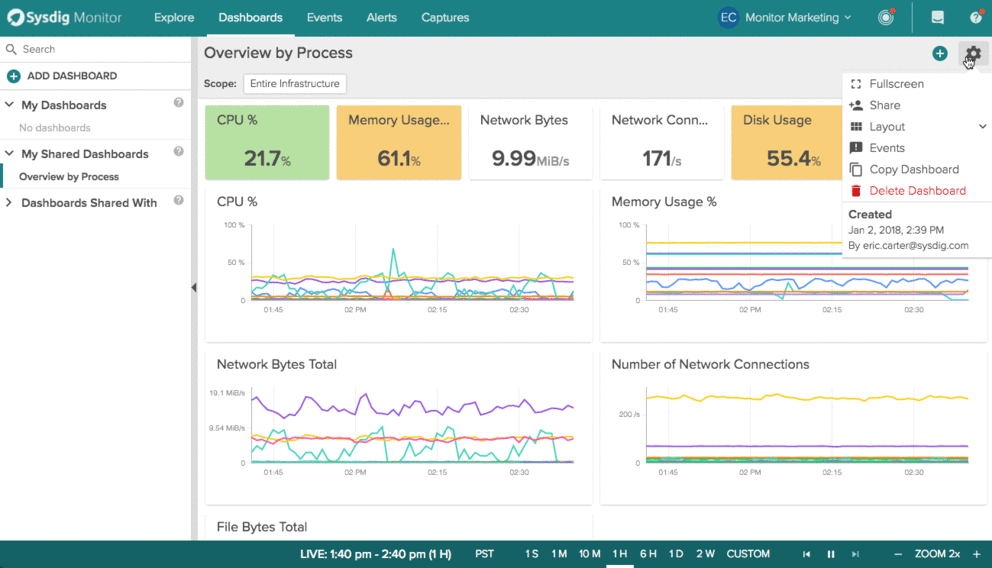 Sysdig Monitor
Explore
Dashboards
Events
Alerts
Captures
EC
Monitor Marketing
?
Search
ADD DASHBOARD
My Dashboards
?
No dashboards
My Shared Dashboards
?
Overview by Process
Dashboards Shared With
?
Overview by Process
Scope:
Entire Infrastructure
CPU %
21.7%
Memory Usage...
61.1%
Network Bytes
9.99MiB/s
Network Conn...
171/s
Disk Usage
55.4%
Fullscreen
Share
Layout
Events
Copy Dashboard
Delete Dashboard
Created
Jan 2, 2018, 2:39 PM
By eric.carter@sysdig.com
CPU %
100 %
50 %
0
01:45
02 PM
02:15
02:30
Memory Usage %
100 %
50 %
0
01:45
02 PM
02:15
02:30
Network Bytes Total
19.1 MiB/s
9.54 MiB/s
0
01:45
02 PM
02:15
02:30
Number of Network Connections
200 /s
0
01:45
02 PM
02:15
02:30
File Bytes Total
LIVE: 1:40 pm - 2:40 pm (1 H)
PST
1 S
1 M
10 M
1 H
6 H
1 D
2 W
CUSTOM
ZOOM 2x